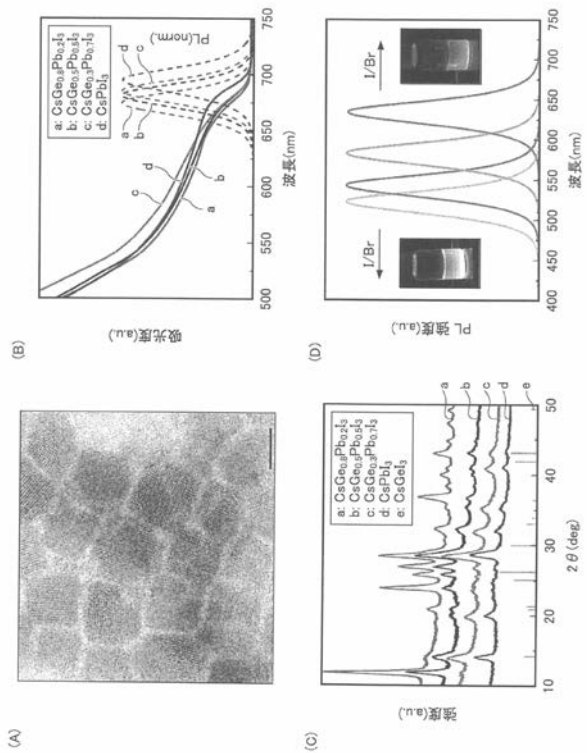 (A)
(B)
吸光度(a.u.)
a: CsGe0.8Pb0.2I3
b: CsGe0.5Pb0.5I3
c: CsGe0.3Pb0.7I3
d: CsPbI3
PL(norm.)
a
b
c
d
c
d
b
a
500
550
600
650
700
750
波長(nm)
(C)
強度(a.u.)
a: CsGe0.8Pb0.2I3
b: CsGe0.5Pb0.5I3
c: CsGe0.3Pb0.7I3
d: CsPbI3
e: CsGeI3
a
b
c
d
e
10
20
30
40
50
2θ(deg)
(D)
PL 強度(a.u.)
I/Br
I/Br
400
450
500
550
600
650
700
750
波長(nm)